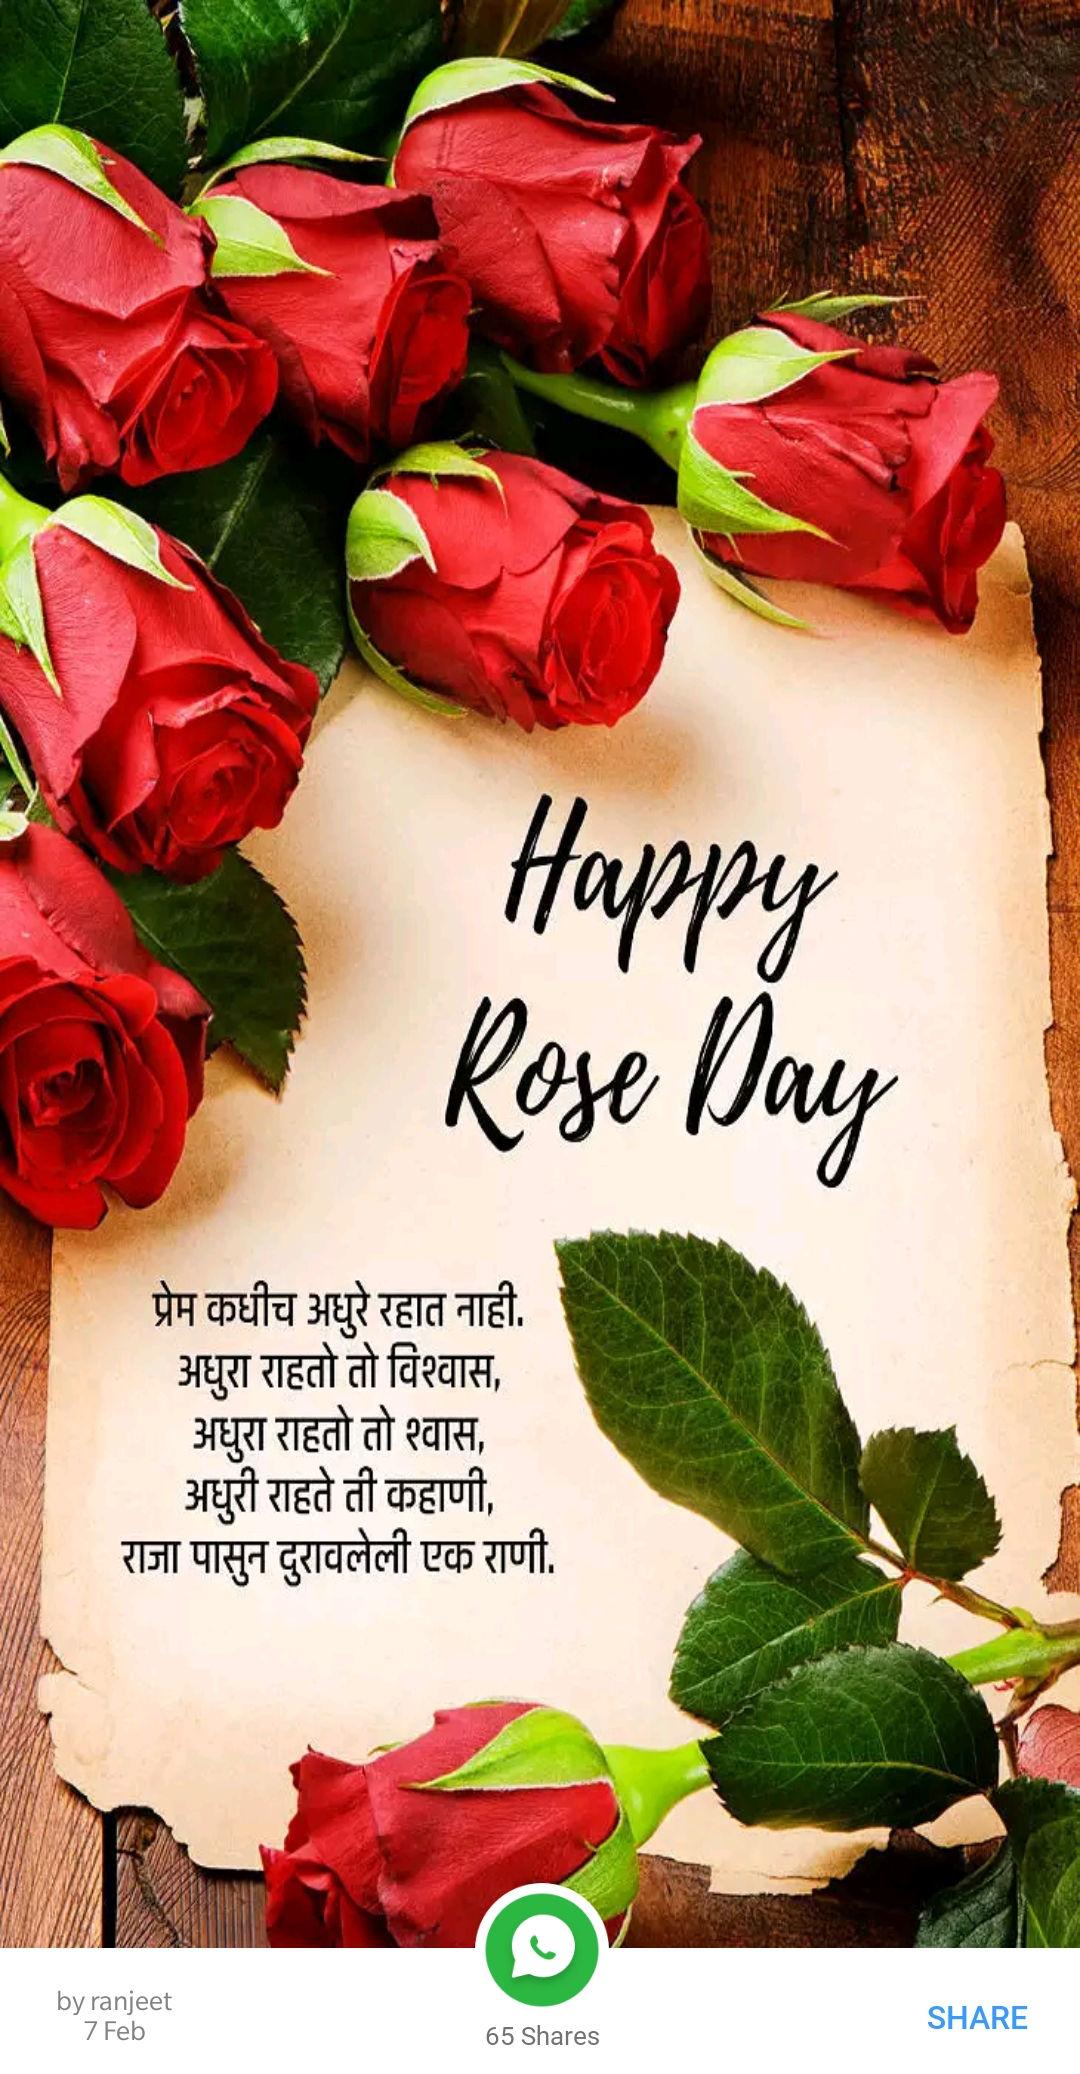 Happy
Rose Day
प्रेम कधीच अधुरे रहात नाही.
अधुरा राहतो तो विश्वास,
अधुरा राहतो तो श्वास,
अधुरी राहते ती कहाणी,
राजा पासुन दुरावलेली एक राणी.
by ranjeet
7 Feb
65 Shares
SHARE